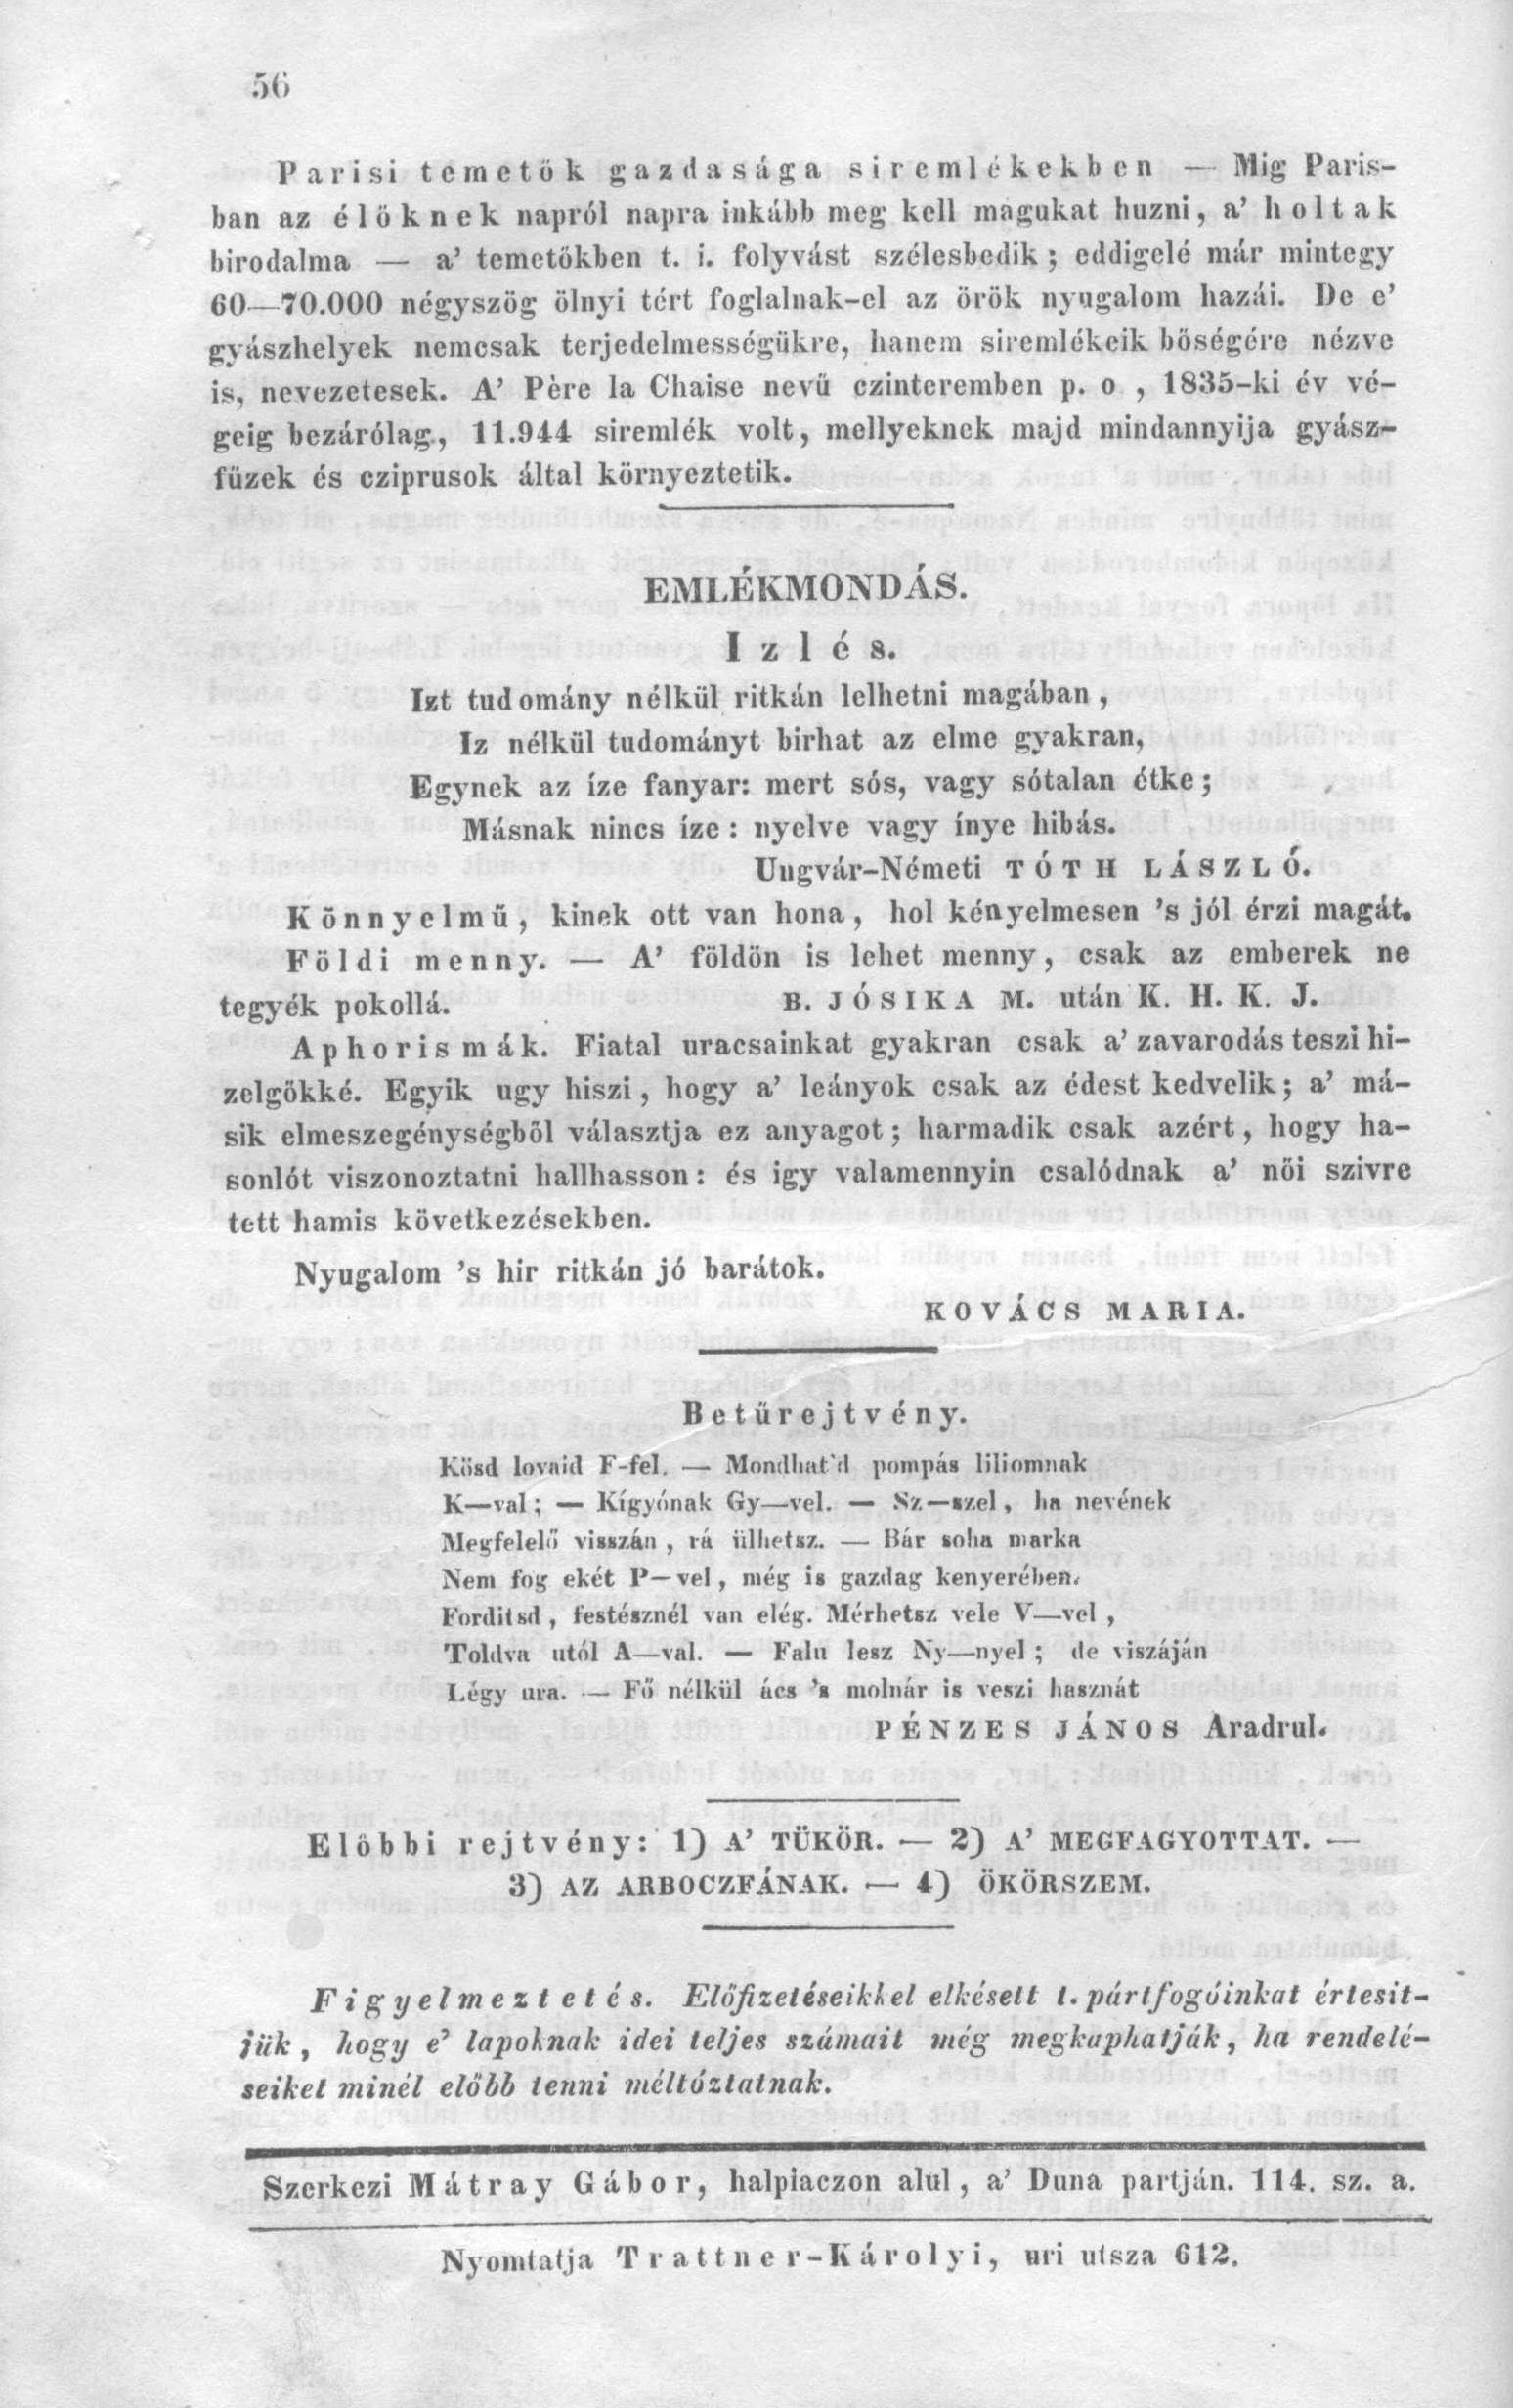 56
Parisi temetök gazdasága siremlékekben — Mig Paris-
ban az élöknek napról napra inkább meg kell magukat huzni, a' holtak
birodalma — a' temetőkben t. i. folyvást szélesbedik; eddigelé már mintegy
60—70.000 négyszög ölnyi tért foglalnak-el az örök nyugalom hazái. De e'
gyászhelyek nemcsak terjedelmességükre, hanem siremlékeik bőségére nézve
is, nevezetesek. A' Père la Chaise nevű czinteremben p. o , 1835-ki év vé-
geig bezárólag, 11.944 siremlék volt, mellyeknek majd mindannyija gyász-
füzek és cziprusok által környeztetik.
EMLÉKMONDÁS.
Izlés.
Izt tudomány nélkül ritkán lelhetni magában,
Iz nélkül tudományt birhat az elme gyakran,
Egynek az íze fanyar: mert sós, vagy sótalan étke;
Másnak nincs íze: nyelve vagy ínye hibás.
Ungvár-Németi TÓTH LÁSZLÓ.
Könnyelmű, kinek ott van hona, hol kényelmesen 's jól érzi magát.
Földi menny. — A' földön is lehet menny, csak az emberek ne
tegyék pokollá. B. JÓSIKA M. után K. H. K. J.
Aphorismák. Fiatal uracsainkat gyakran csak a' zavarodás teszi hi-
zelgőkké. Egyik ugy hiszi, hogy a' leányok csak az édest kedvelik; a' má-
sik elmeszegénységből választja ez anyagot; harmadik csak azért, hogy ha-
sonlót viszonoztatni hallhasson: és igy valamennyin csalódnak a' női szivre
tett hamis következésekben.
Nyugalom 's hir ritkán jó barátok.
KOVÁCS MARIA.
Betűrejtvény.
Kösd lovaid F-fel. — Mondhat'd pompás liliomnak
K—val; — Kígyónak Gy—vel. — Sz—szel, ha nevének
Megfelelő visszán, rá ülhetsz. — Bár soha marka
Nem fog ekét P—vel, még is gazdag kenyerében.
Forditsd, festésznél van elég. Mérhetsz vele V—vel,
Toldva utól A—val. — Falu lesz Ny—nyel; de viszáján
Légy ura. — Fő nélkül ács 's molnár is veszi hasznát
PÉNZES JÁNOS Aradrul.
Előbbi rejtvény: 1) A' TÜKÖR. — 2) A' MEGFAGYOTTAT. —
3) AZ ARBOCZFÁNAK. — 4) ÖKÖRSZEM.
Figyelmeztetés. Előfizetéseikkel elkésett t. pártfogóinkat értesit-
jük, hogy e' lapoknak idei teljes számait még megkaphatják, ha rendelé-
seiket minél előbb tenni méltóztatnak.
Szerkezi Mátray Gábor, halpiaczon alul, a' Duna partján. 114. sz. a.
Nyomtatja Trattner-Károlyi, uri utsza 612.